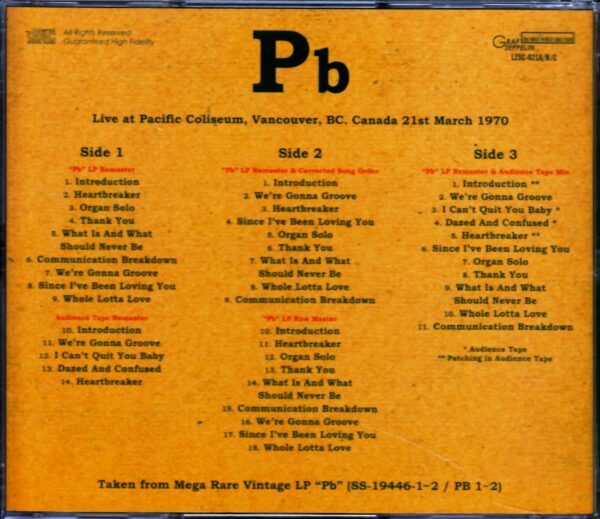 All Rights Reserved
Guaranteed High Fidelity
GRAF ZEPPELIN...
LZSC-021A/B/C
Pb
Live at Pacific Coliseum, Vancouver, BC. Canada 21st March 1970
Side 1
"Pb" LP Remaster
1. Introduction
2. Heartbreaker
3. Organ Solo
4. Thank You
5. What Is And What
Should Never Be
6. Communication Breakdown
7. We're Gonna Groove
8. Since I've Been Loving You
9. Whole Lotta Love
Audience Tape Remaster
10. Introduction
11. We're Gonna Groove
12. I Can't Quit You Baby
13. Dazed And Confused
14. Heartbreaker
Side 2
"Pb" LP Remaster & Corrected Song Order
1. Introduction
2. We're Gonna Groove
3. Heartbreaker
4. Since I've Been Loving You
5. Organ Solo
6. Thank You
7. What Is And What
Should Never Be
8. Whole Lotta Love
9. Communication Breakdown
"Pb" LP Raw Master
10. Introduction
11. Heartbreaker
12. Organ Solo
13. Thank You
14. What Is And What
Should Never Be
15. Communication Breakdown
16. We're Gonna Groove
17. Since I've Been Loving You
18. Whole Lotta Love
Side 3
"Pb" LP Remaster & Audience Tape Mix
1. Introduction **
2. We're Gonna Groove
3. I Can't Quit You Baby *
4. Dazed And Confused *
5. Heartbreaker **
6. Since I've Been Loving You
7. Organ Solo
8. Thank You
9. What Is And What
Should Never Be
10. Whole Lotta Love
11. Communication Breakdown
* Audience Tape
** Patching in Audience Tape
Taken from Mega Rare Vintage LP "Pb" (SS-19446-1~2 / PB 1~2)